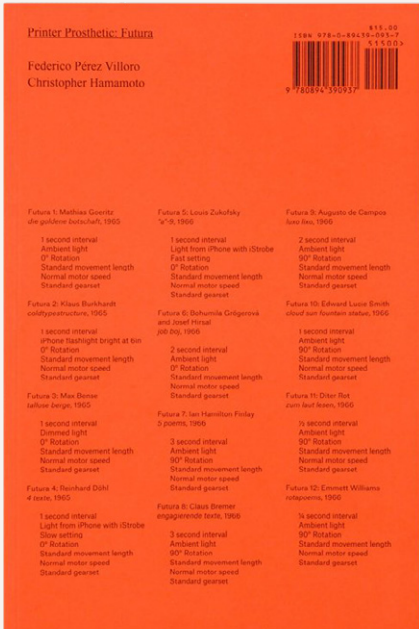 Printer Prosthetic: Futura
Federico Pérez Villoro
Christopher Hamamoto
$15.00
ISBN 978-0-89439-093-7
51500>
9 780894 390937
Futura 1: Mathias Goeritz
die goldene botschaft, 1965
1 second interval
Ambient light
0° Rotation
Standard movement length
Normal motor speed
Standard gearset
Futura 2: Klaus Burkhardt
coldtypestructure, 1965
1 second interval
iPhone flashlight bright at 6in
0° Rotation
Standard movement length
Normal motor speed
Standard gearset
Futura 3: Max Bense
tallose berge, 1965
1 second interval
Dimmed light
0° Rotation
Standard movement length
Normal motor speed
Standard gearset
Futura 4: Reinhard Döhl
4 texte, 1965
1 second interval
Light from iPhone with iStrobe
Slow setting
0° Rotation
Standard movement length
Normal motor speed
Standard gearset
Futura 5: Louis Zukofsky
"a"-9, 1966
1 second interval
Light from iPhone with iStrobe
Fast setting
0° Rotation
Standard movement length
Normal motor speed
Standard gearset
Futura 6: Bohumila Grögerová
and Josef Hirsal
job boj, 1966
2 second interval
Ambient light
0° Rotation
Standard movement length
Normal motor speed
Standard gearset
Futura 7: Ian Hamilton Finlay
5 poems, 1966
3 second interval
Ambient light
90° Rotation
Standard movement length
Normal motor speed
Standard gearset
Futura 8: Claus Bremer
engagierende texte, 1966
3 second interval
Ambient light
90° Rotation
Standard movement length
Normal motor speed
Standard gearset
Futura 9: Augusto de Campos
luxo lixo, 1966
2 second interval
Ambient light
90° Rotation
Standard movement length
Normal motor speed
Standard gearset
Futura 10: Edward Lucie Smith
cloud sun fountain statue, 1966
1 second interval
Ambient light
90° Rotation
Standard movement length
Normal motor speed
Standard gearset
Futura 11: Diter Rot
zum laut lesen, 1966
½ second interval
Ambient light
90° Rotation
Standard movement length
Normal motor speed
Standard gearset
Futura 12: Emmett Williams
rotapoems, 1966
¼ second interval
Ambient light
90° Rotation
Standard movement length
Normal motor speed
Standard gearset